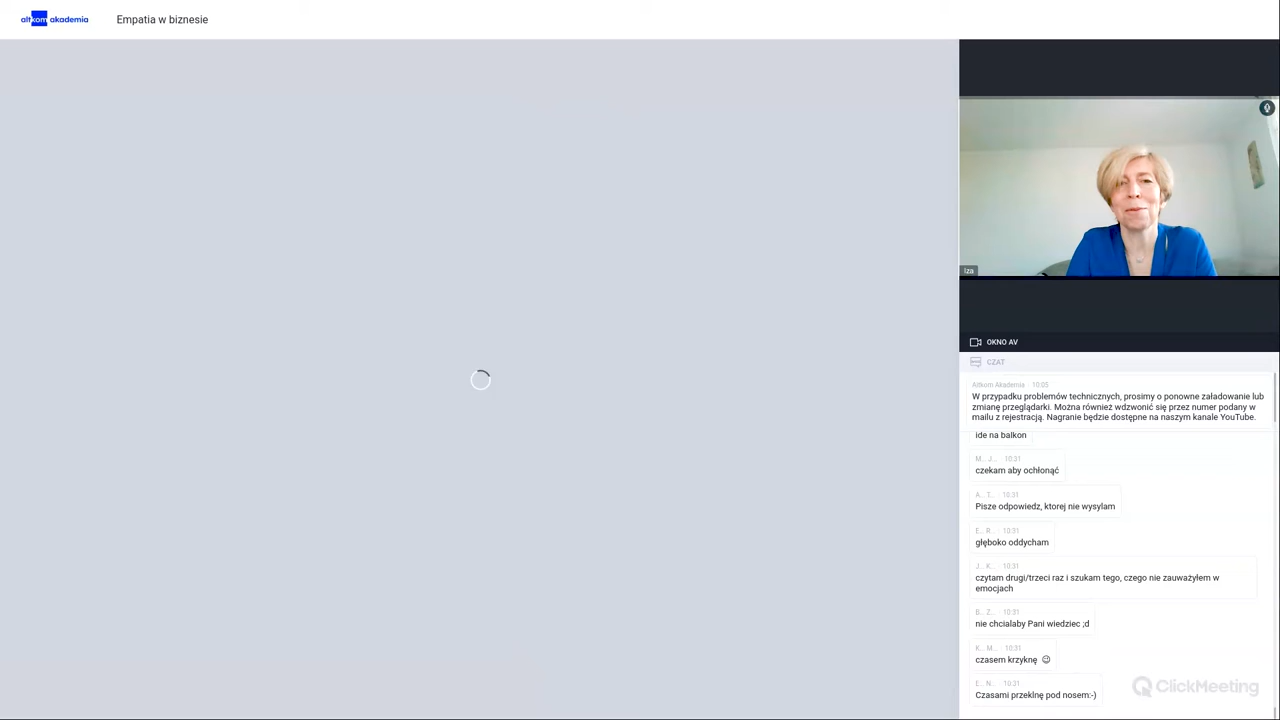 altkom akademia
Empatia w biznesie
Iza
OKNO AV
CZAT
Altkom Akademia · 10:05
W przypadku problemów technicznych, prosimy o ponowne załadowanie lub
zmianę przeglądarki. Można również wdzwonić się przez numer podany w
mailu z rejestracją. Nagranie będzie dostępne na naszym kanale YouTube.
ide na balkon
M... J... · 10:31
czekam aby ochłonąć
A... T... · 10:31
Pisze odpowiedz, ktorej nie wysylam
E... R... · 10:31
głęboko oddycham
J... K... · 10:31
czytam drugi/trzeci raz i szukam tego, czego nie zauważyłem w
emocjach
B... Z... · 10:31
nie chcialaby Pani wiedziec ;d
K... M... · 10:31
czasem krzyknę 😉
E... N... · 10:31
Czasami przeklnę pod nosem:-)
ClickMeeting